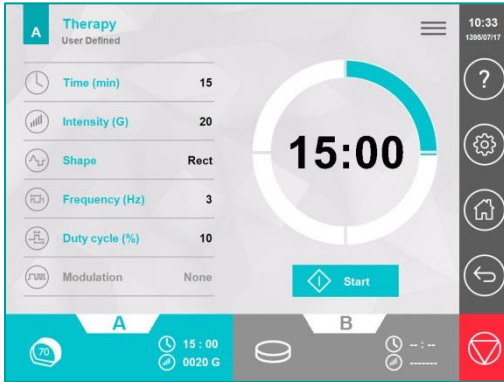 A
Therapy
User Defined
10:33
1395/07/17
Time (min) 15
Intensity (G) 20
Shape Rect
Frequency (Hz) 3
Duty cycle (%) 10
Modulation None
15:00
Start
?
A
70
15 : 00
0020 G
B
-- : --
-------